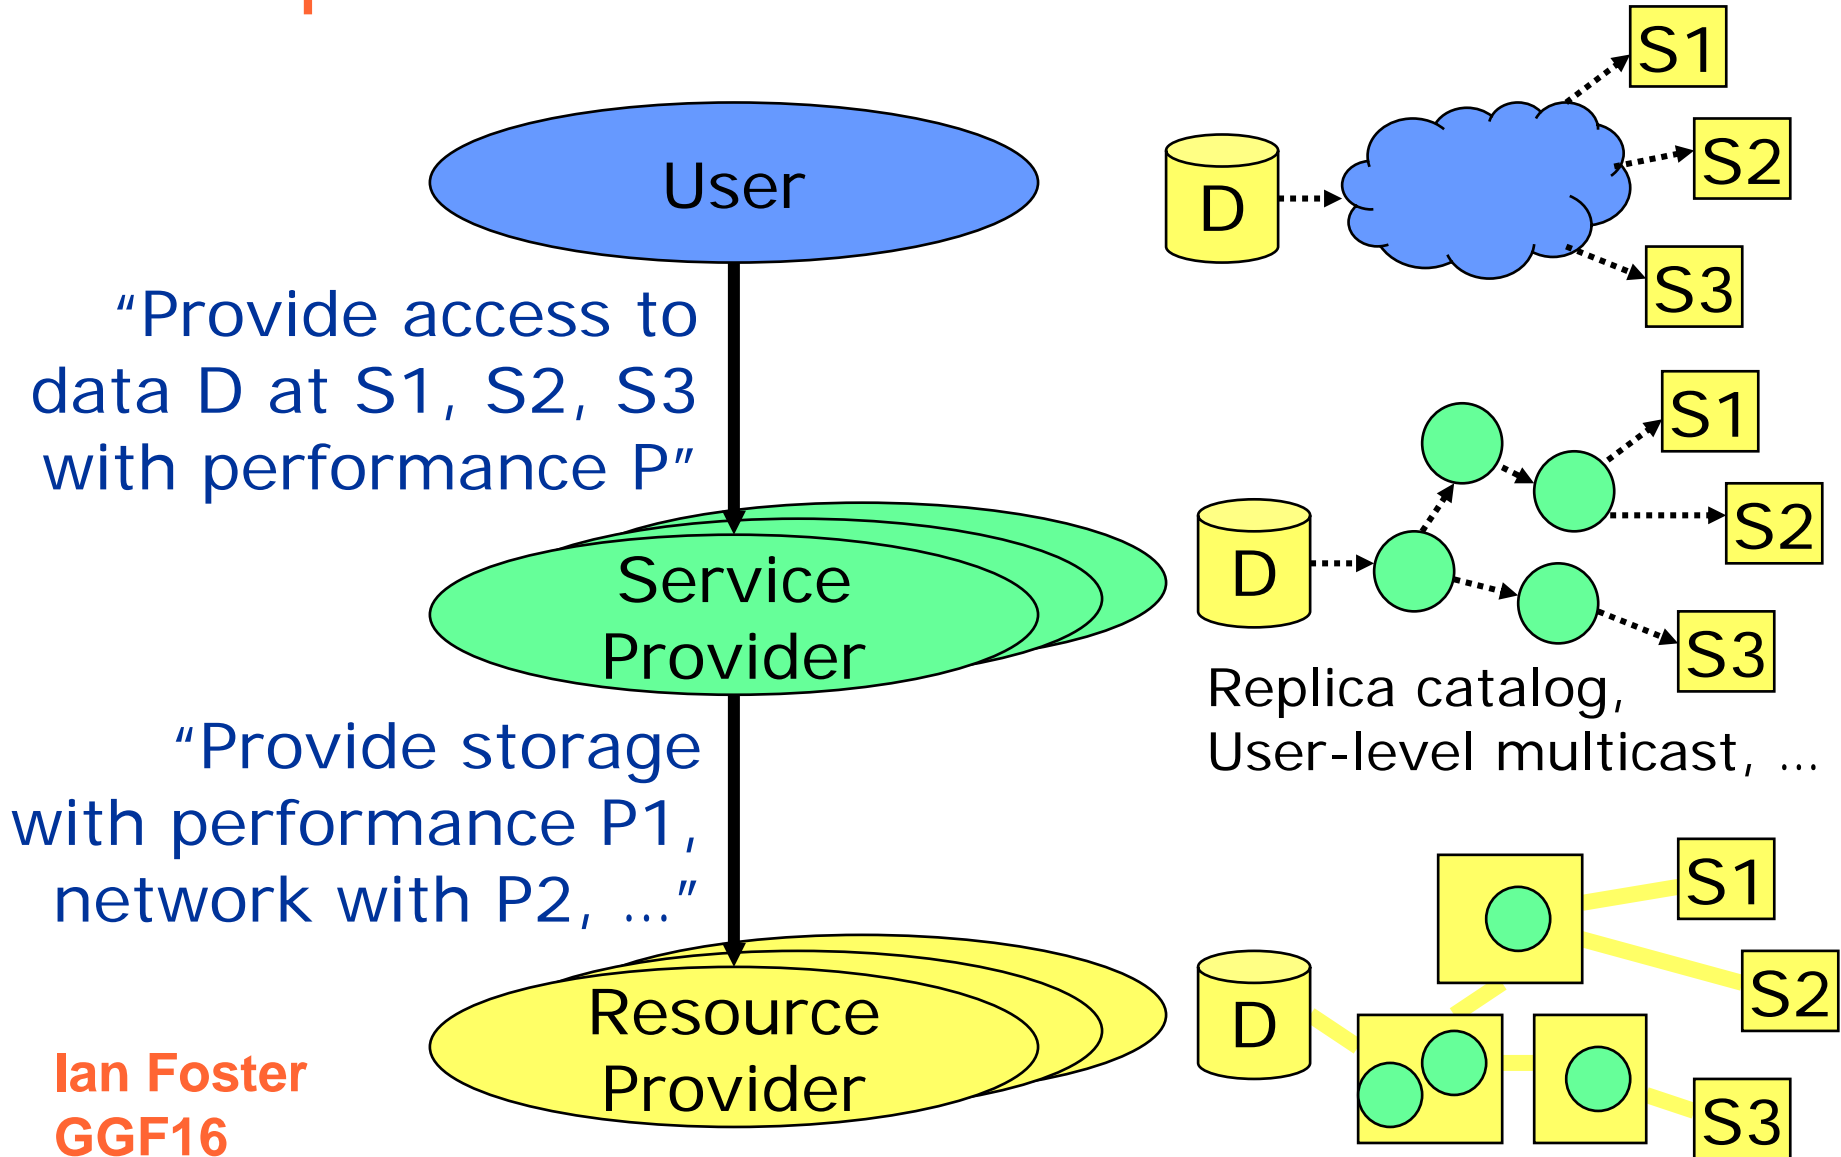 User
“Provide access to
data D at S1, S2, S3
with performance P”
Service
Provider
“Provide storage
with performance P1,
network with P2, …”
Resource
Provider
Ian Foster
GGF16
D
S1
S2
S3
D
S1
S2
S3
Replica catalog,
User-level multicast, …
D
S1
S2
S3